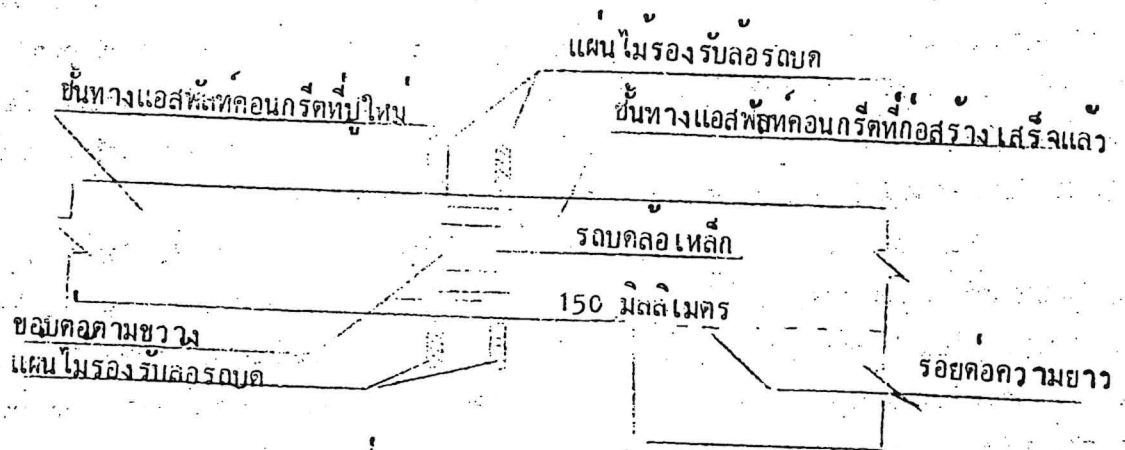 แผ่นไม้รองรับล้อรถบด
ชั้นทางแอสฟัลท์คอนกรีตที่ปูใหม่
ชั้นทางแอสฟัลท์คอนกรีตที่ก่อสร้างเสร็จแล้ว
รถบดล้อเหล็ก
150 มิลลิเมตร
ขอบต่อตามขวาง
แผ่นไม้รองรับล้อรถบด
รอยต่อความยาว